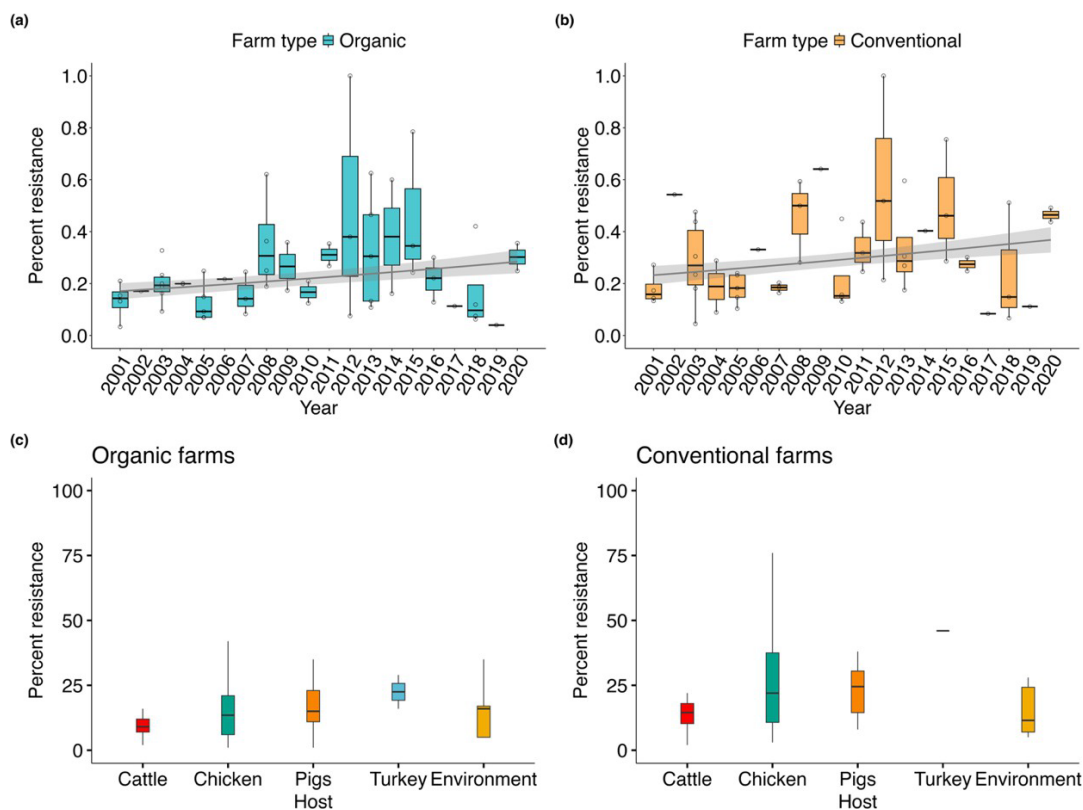 (a)
Farm type Organic
Percent resistance
1.0
0.8
0.6
0.4
0.2
0.0
2001 2002 2003 2004 2005 2006 2007 2008 2009 2010 2011 2012 2013 2014 2015 2016 2017 2018 2019 2020
Year
(b)
Farm type Conventional
Percent resistance
1.0
0.8
0.6
0.4
0.2
0.0
2001 2002 2003 2004 2005 2006 2007 2008 2009 2010 2011 2012 2013 2014 2015 2016 2017 2018 2019 2020
Year
(c)
Organic farms
Percent resistance
100
75
50
25
0
Cattle Chicken Pigs Turkey Environment
Host
(d)
Conventional farms
Percent resistance
100
75
50
25
0
Cattle Chicken Pigs Turkey Environment
Host